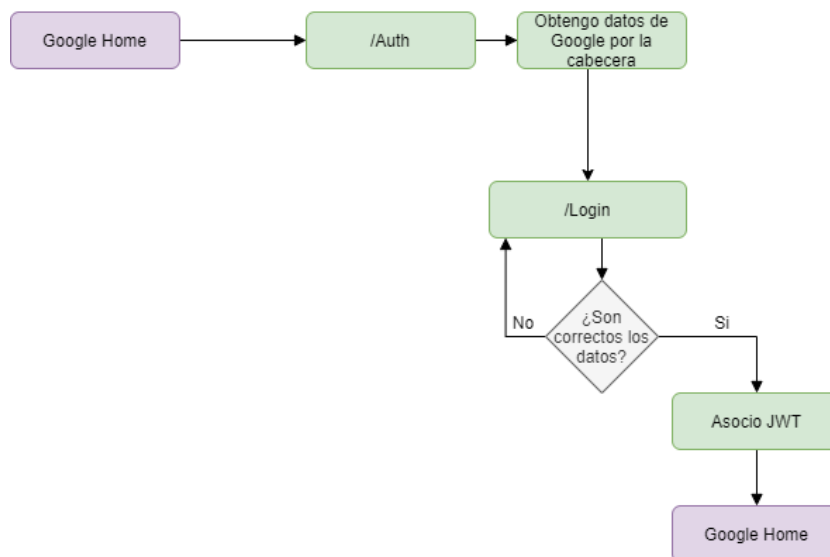 Google Home
/Auth
Obtengo datos de
Google por la
cabecera
/Login
¿Son
correctos los
datos?
No
Si
Asocio JWT
Google Home